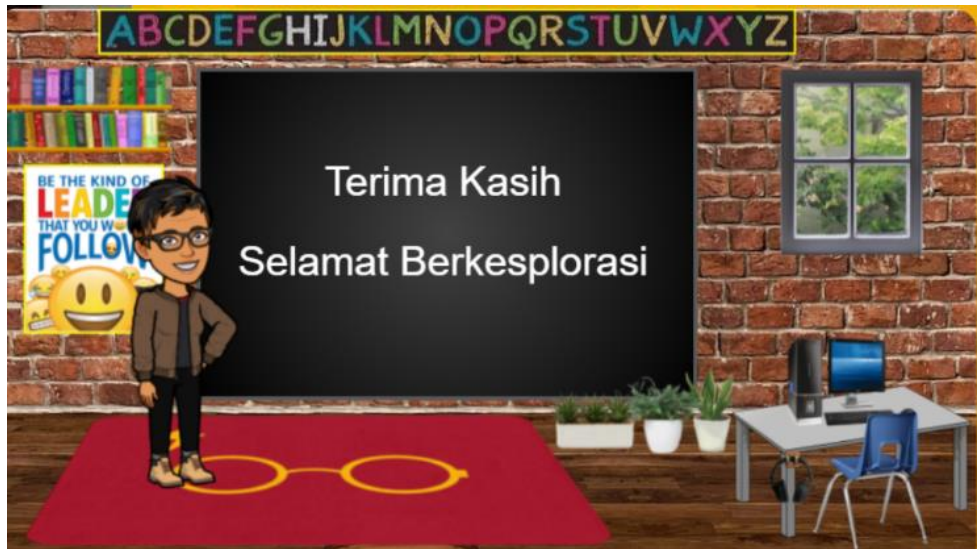 ABCDEFGHIJKLMNOPQRSTUVWXYZ
Terima Kasih
Selamat Berkesplorasi
BE THE KIND OF
LEADE
THAT YOU W
FOLLOW